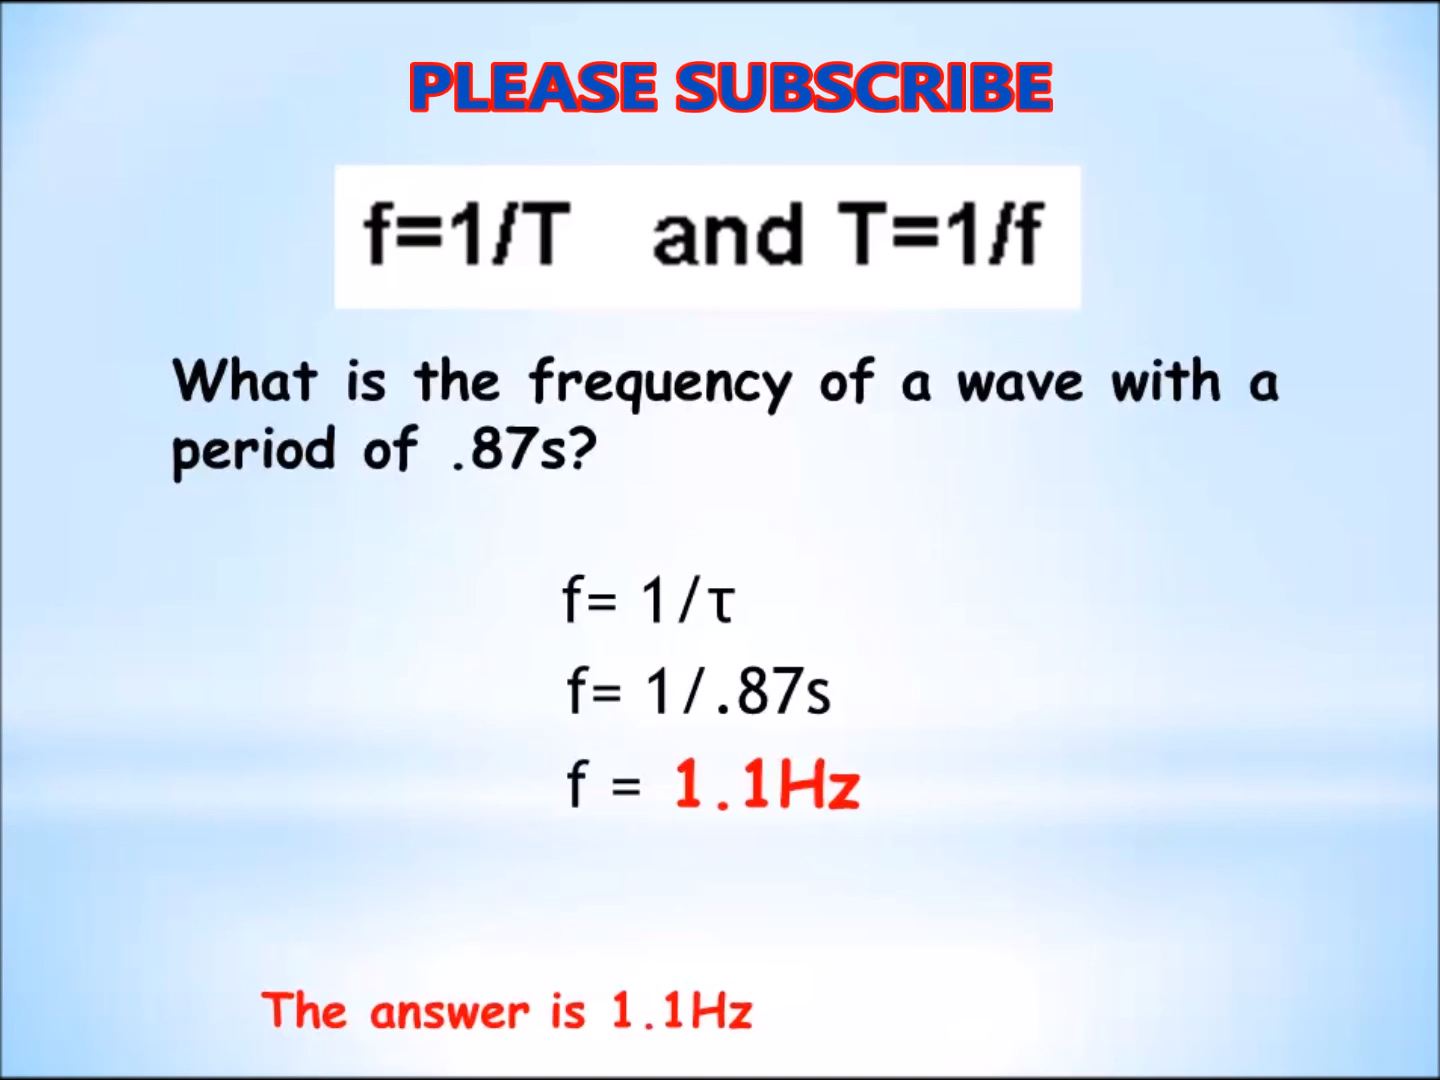 PLEASE SUBSCRIBE
f=1/T and T=1/f
What is the frequency of a wave with a
period of .87s?
f= 1/τ
f= 1/.87s
f = 1.1Hz
The answer is 1.1Hz